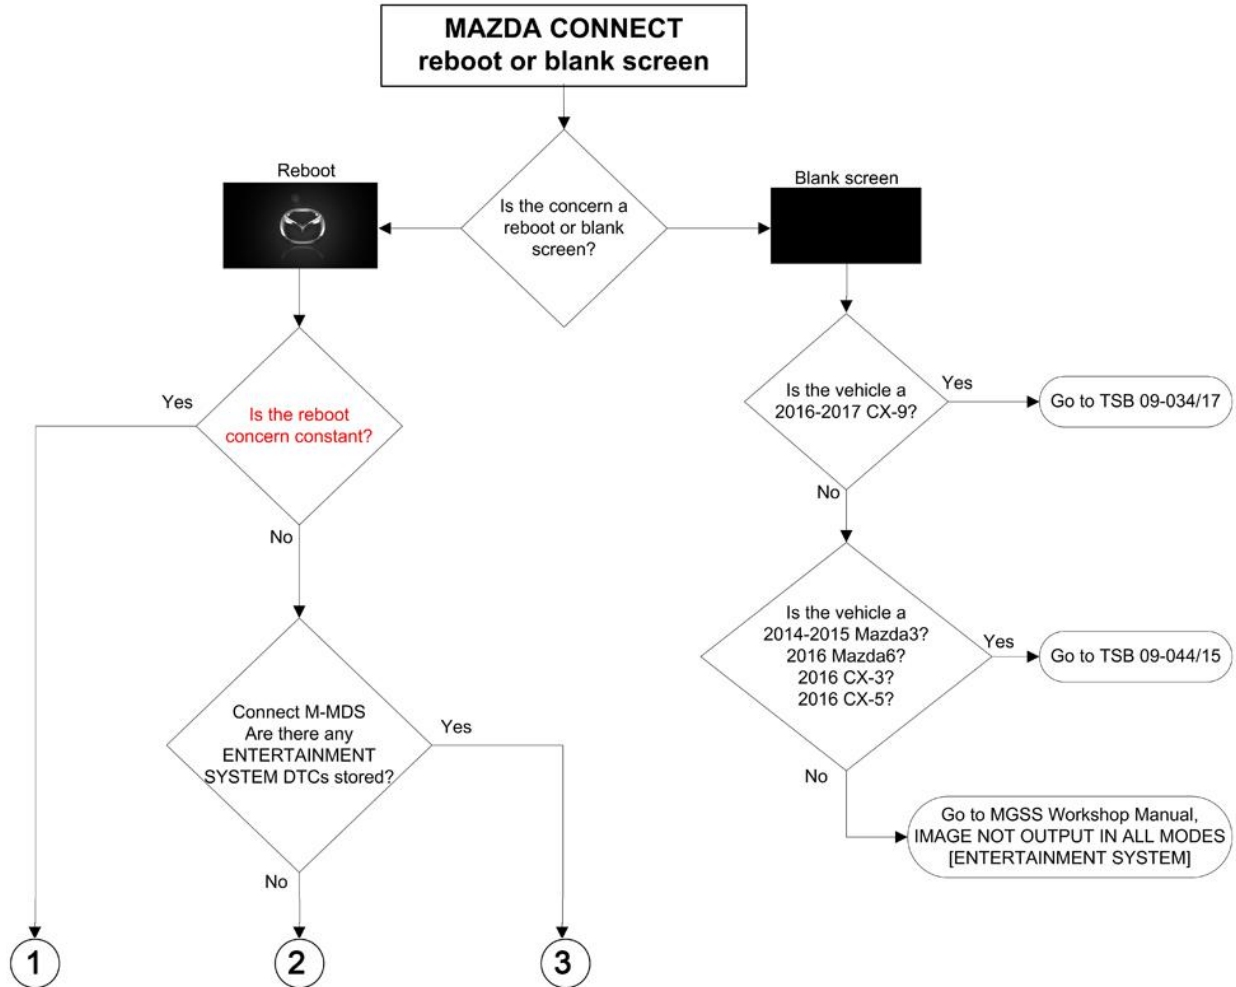 MAZDA CONNECT
reboot or blank screen
Reboot
Blank screen
Is the concern a
reboot or blank
screen?
Is the vehicle a
2016-2017 CX-9?
Yes
Go to TSB 09-034/17
Yes
Is the reboot
concern constant?
No
No
Is the vehicle a
2014-2015 Mazda3?
2016 Mazda6?
2016 CX-3?
2016 CX-5?
Yes
Go to TSB 09-044/15
Connect M-MDS
Are there any
ENTERTAINMENT
SYSTEM DTCs stored?
Yes
No
Go to MGSS Workshop Manual,
IMAGE NOT OUTPUT IN ALL MODES
[ENTERTAINMENT SYSTEM]
No
1
2
3